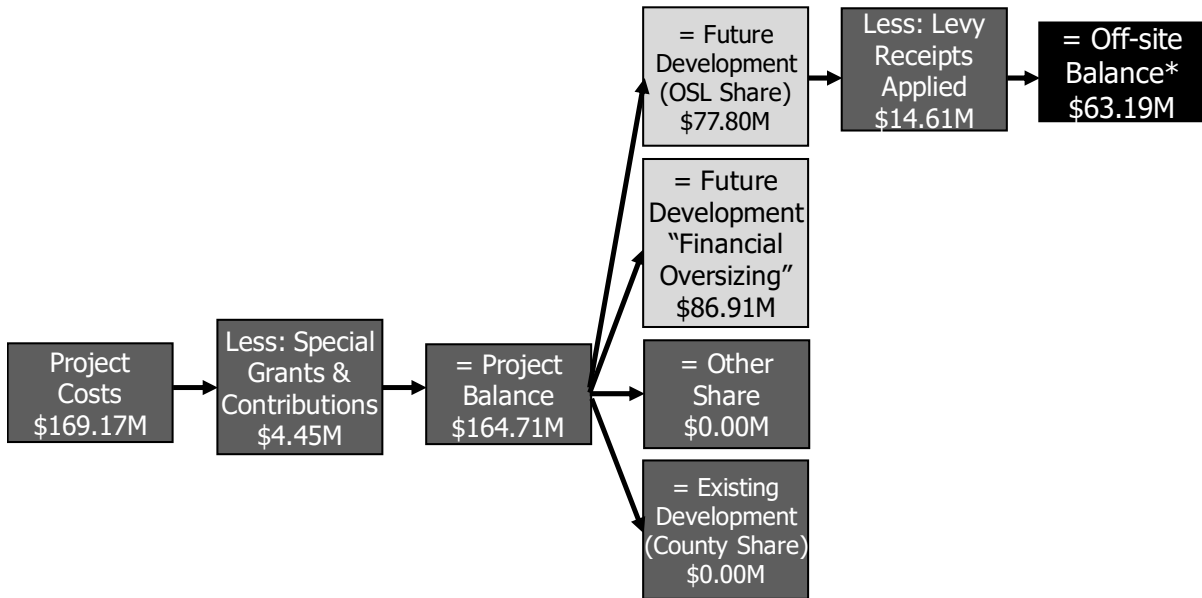 Project
Costs
$169.17M
Less: Special
Grants &
Contributions
$4.45M
= Project
Balance
$164.71M
= Future
Development
(OSL Share)
$77.80M
Less: Levy
Receipts
Applied
$14.61M
= Off-site
Balance*
$63.19M
= Future
Development
“Financial
Oversizing”
$86.91M
= Other
Share
$0.00M
= Existing
Development
(County Share)
$0.00M